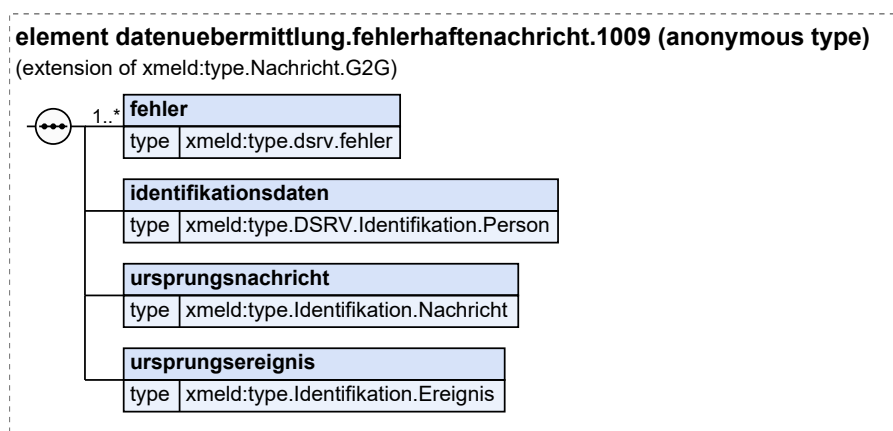 element datenuebermittlung.fehlerhaftenachricht.1009 (anonymous type)
(extension of xmeld:type.Nachricht.G2G)
1..* fehler
type xmeld:type.dsrv.fehler
identifikationsdaten
type xmeld:type.DSRV.Identifikation.Person
ursprungsnachricht
type xmeld:type.Identifikation.Nachricht
ursprungsereignis
type xmeld:type.Identifikation.Ereignis